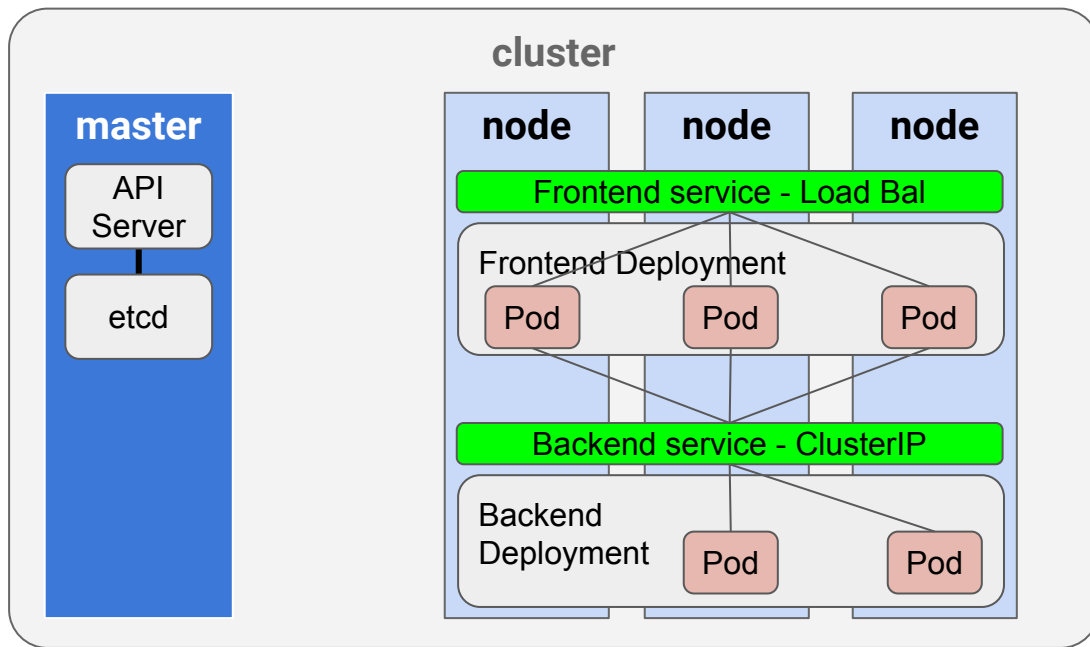 cluster
master
node
node
node
API
Server
etcd
Frontend service - Load Bal
Frontend Deployment
Pod
Pod
Pod
Backend service - ClusterIP
Backend
Deployment
Pod
Pod